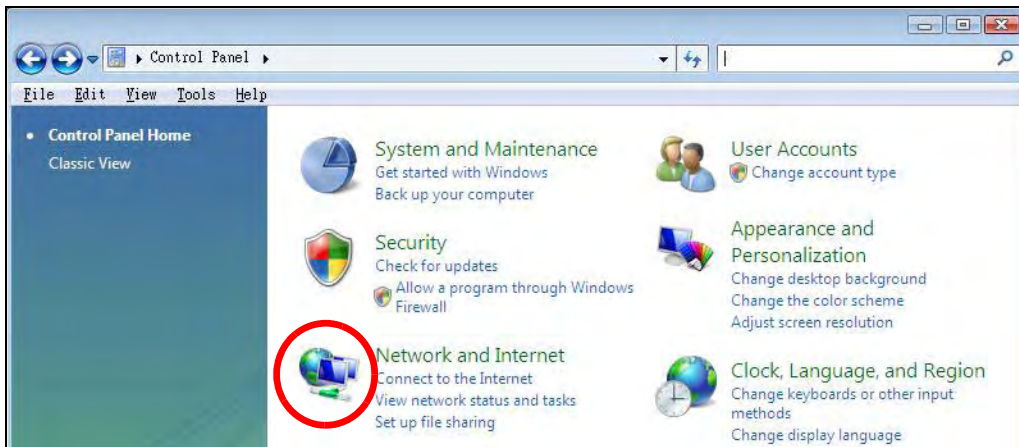 Control Panel
File Edit View Tools Help
Control Panel Home
Classic View
System and Maintenance
Get started with Windows
Back up your computer
Security
Check for updates
Allow a program through Windows
Firewall
Network and Internet
Connect to the Internet
View network status and tasks
Set up file sharing
User Accounts
Change account type
Appearance and
Personalization
Change desktop background
Change the color scheme
Adjust screen resolution
Clock, Language, and Region
Change keyboards or other input
methods
Change display language